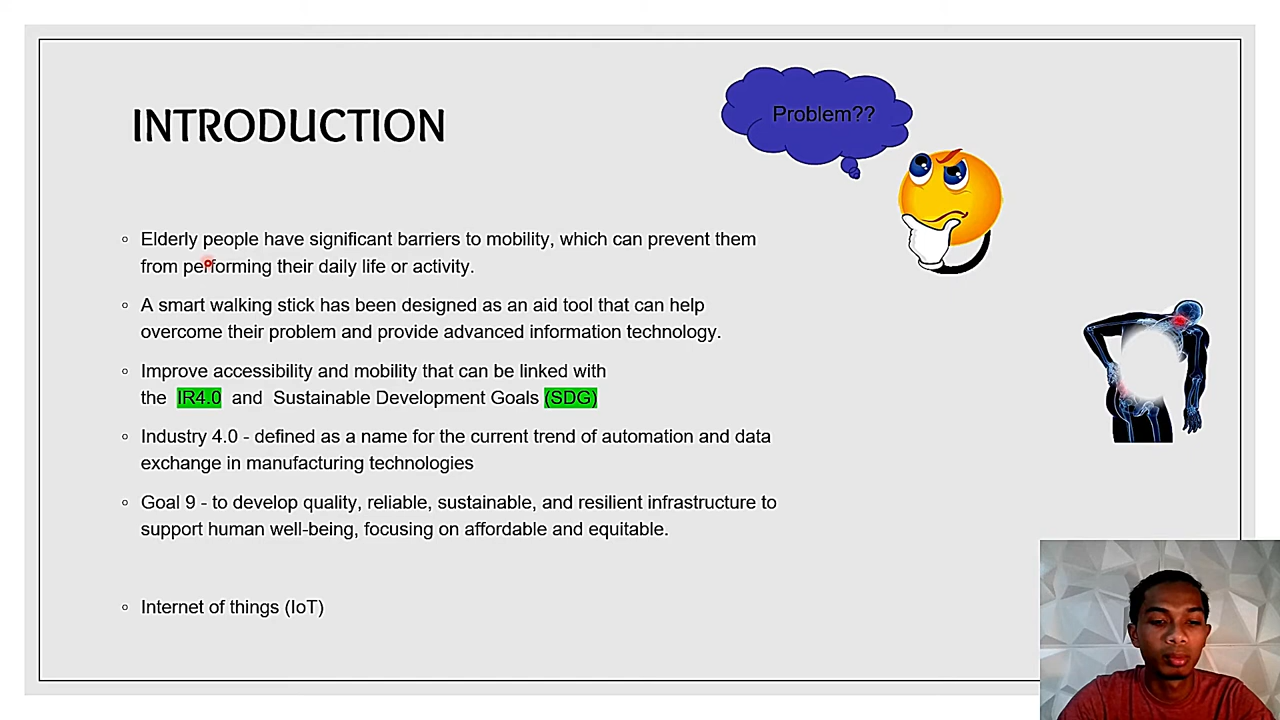 INTRODUCTION
Problem??
Elderly people have significant barriers to mobility, which can prevent them
from performing their daily life or activity.
A smart walking stick has been designed as an aid tool that can help
overcome their problem and provide advanced information technology.
Improve accessibility and mobility that can be linked with
the IR4.0 and Sustainable Development Goals (SDG)
Industry 4.0 - defined as a name for the current trend of automation and data
exchange in manufacturing technologies
Goal 9 - to develop quality, reliable, sustainable, and resilient infrastructure to
support human well-being, focusing on affordable and equitable.
Internet of things (IoT)